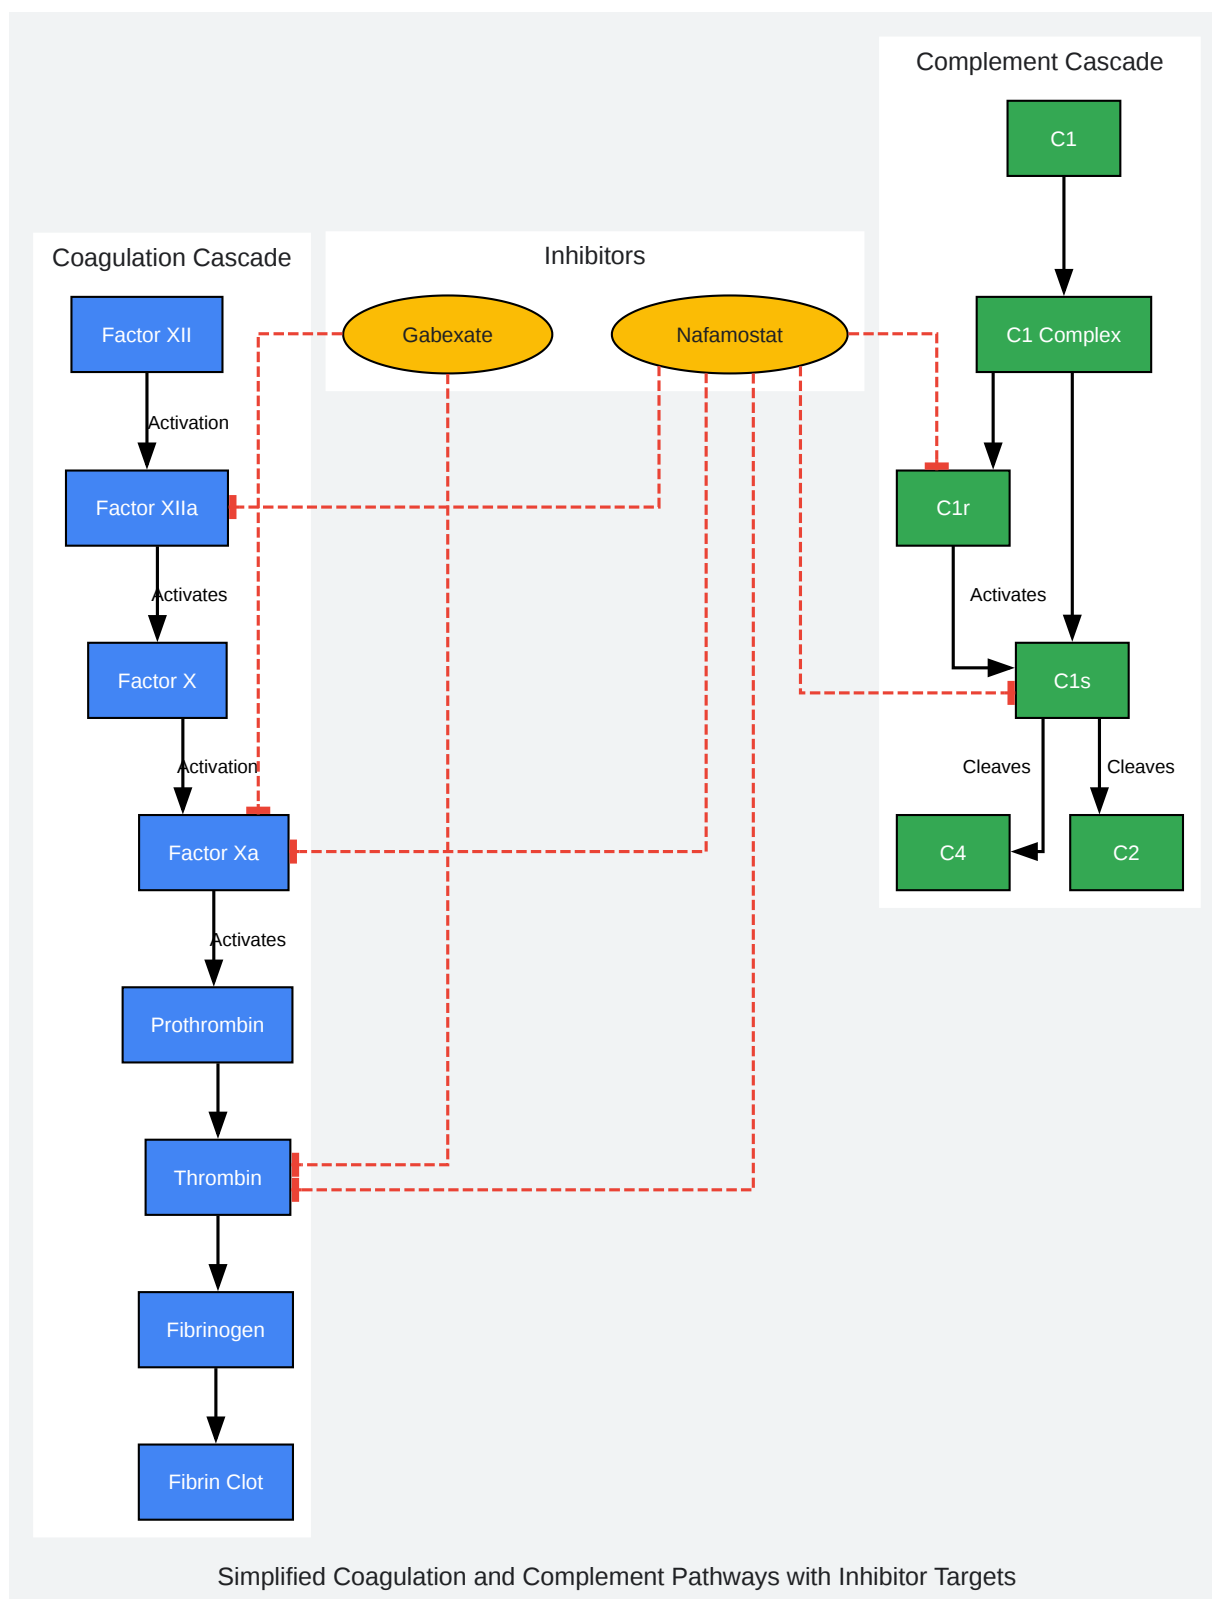 Complement Cascade
C1
Coagulation Cascade
Inhibitors
Factor XII
Gabexate
Nafamostat
C1 Complex
Activation
Factor XIIa
C1r
Activates
Activates
Factor X
C1s
Activation
Cleaves
Cleaves
Factor Xa
C4
C2
Activates
Prothrombin
Thrombin
Fibrinogen
Fibrin Clot
Simplified Coagulation and Complement Pathways with Inhibitor Targets